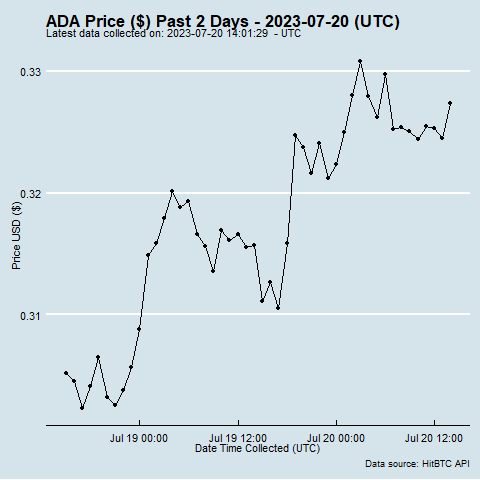 ADA Price ($) Past 2 Days - 2023-07-20 (UTC)
Latest data collected on: 2023-07-20 14:01:29 - UTC
0.33
0.32
0.31
Price USD ($)
Jul 19 00:00 Jul 19 12:00 Jul 20 00:00 Jul 20 12:00
Date Time Collected (UTC)
Data source: HitBTC API